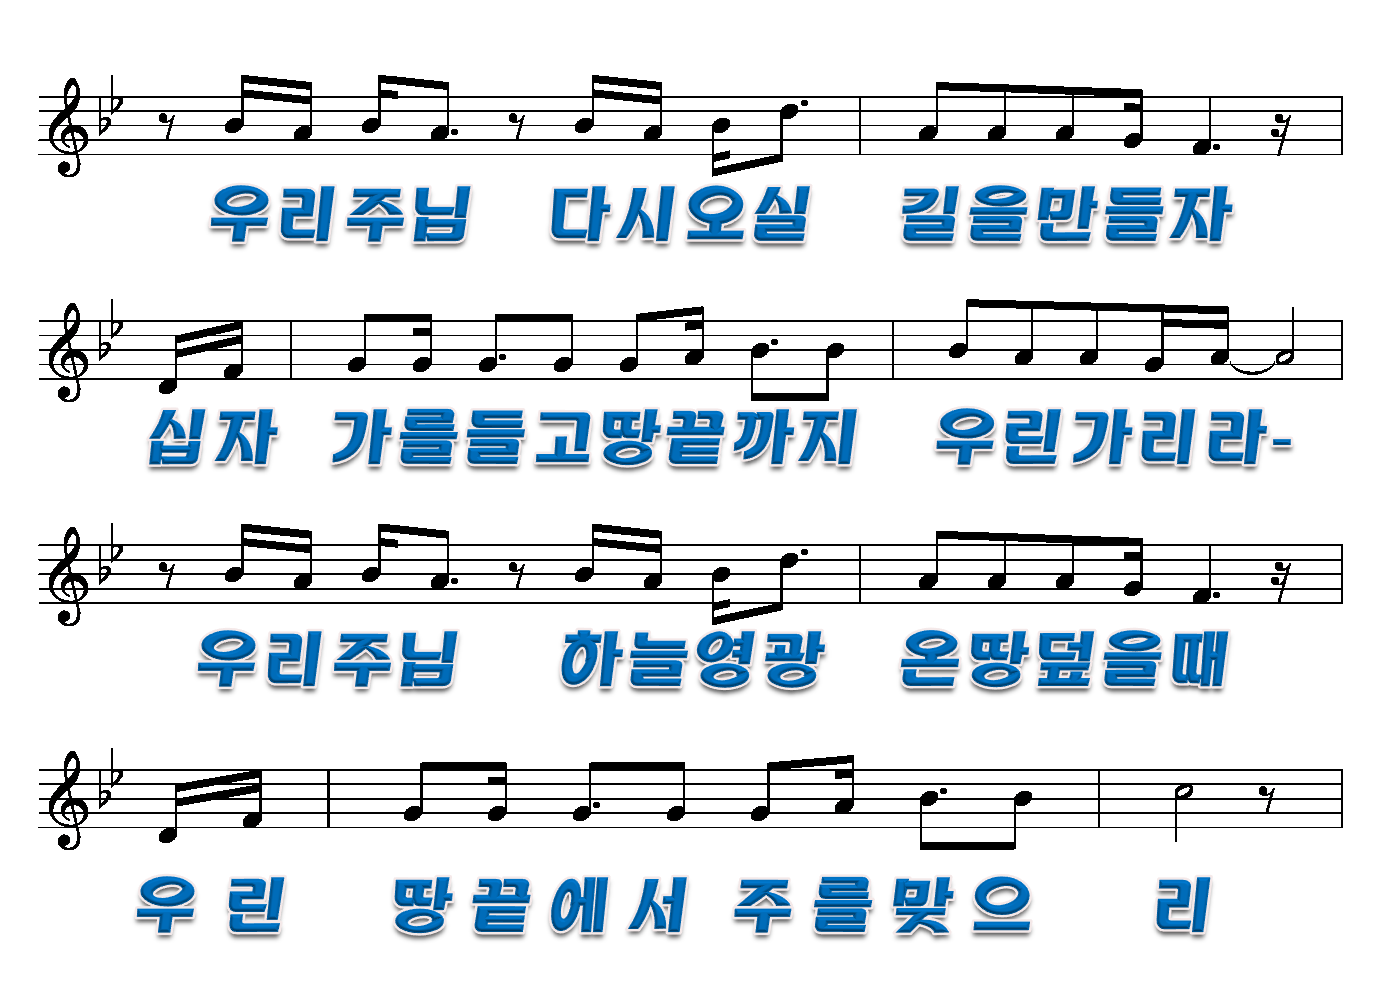 우리주님 다시오실 길을만들자
십자 가를들고땅끝까지 우린가리라-
우리주님 하늘영광 온땅덮을때
우린 땅끝에서 주를맞으 리